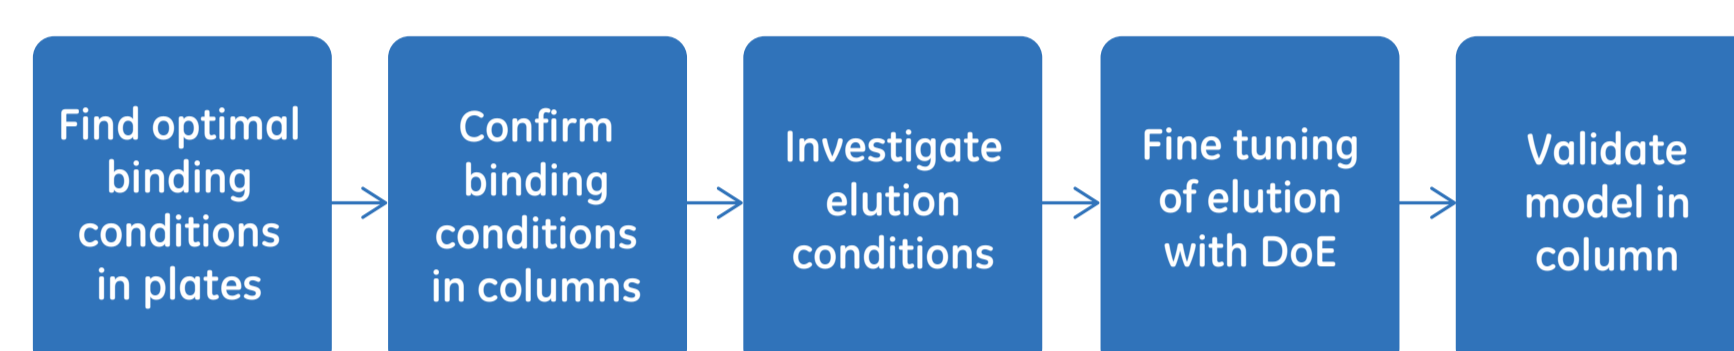 Find optimal
binding
conditions
in plates
Confirm
binding
conditions
in columns
Investigate
elution
conditions
Fine tuning
of elution
with DoE
Validate
model in
column